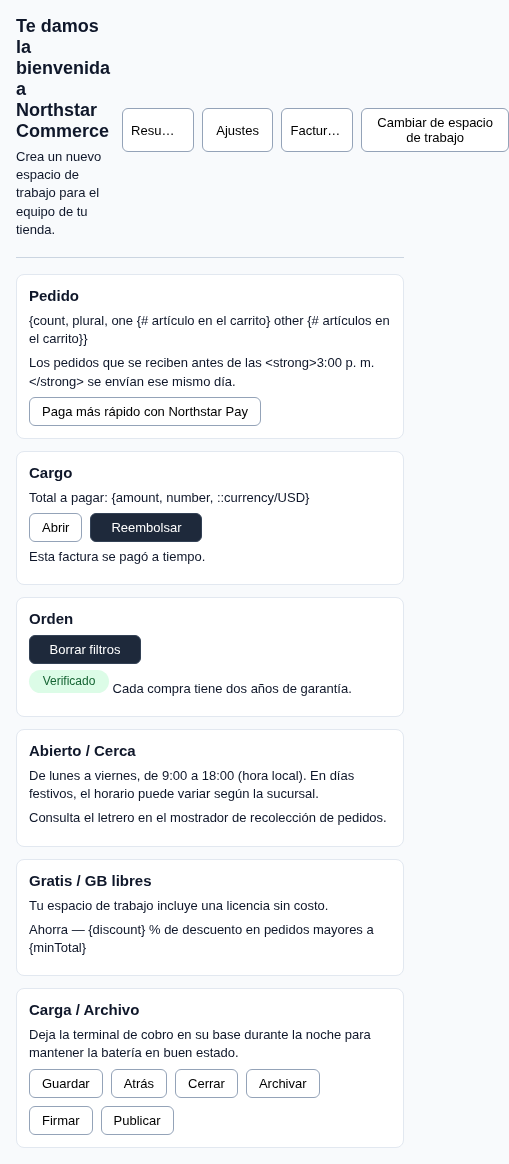 Te damos
la
bienvenida
a
Northstar
Commerce
Crea un nuevo
espacio de
trabajo para el
equipo de tu
tienda.
Resu…
Ajustes
Factur…
Cambiar de espacio
de trabajo
Pedido
{count, plural, one {# artículo en el carrito} other {# artículos en
el carrito}}
Los pedidos que se reciben antes de las <strong>3:00 p. m.
</strong> se envían ese mismo día.
Paga más rápido con Northstar Pay
Cargo
Total a pagar: {amount, number, ::currency/USD}
Abrir
Reembolsar
Esta factura se pagó a tiempo.
Orden
Borrar filtros
Verificado
Cada compra tiene dos años de garantía.
Abierto / Cerca
De lunes a viernes, de 9:00 a 18:00 (hora local). En días
festivos, el horario puede variar según la sucursal.
Consulta el letrero en el mostrador de recolección de pedidos.
Gratis / GB libres
Tu espacio de trabajo incluye una licencia sin costo.
Ahorra — {discount} % de descuento en pedidos mayores a
{minTotal}
Carga / Archivo
Deja la terminal de cobro en su base durante la noche para
mantener la batería en buen estado.
Guardar
Atrás
Cerrar
Archivar
Firmar
Publicar